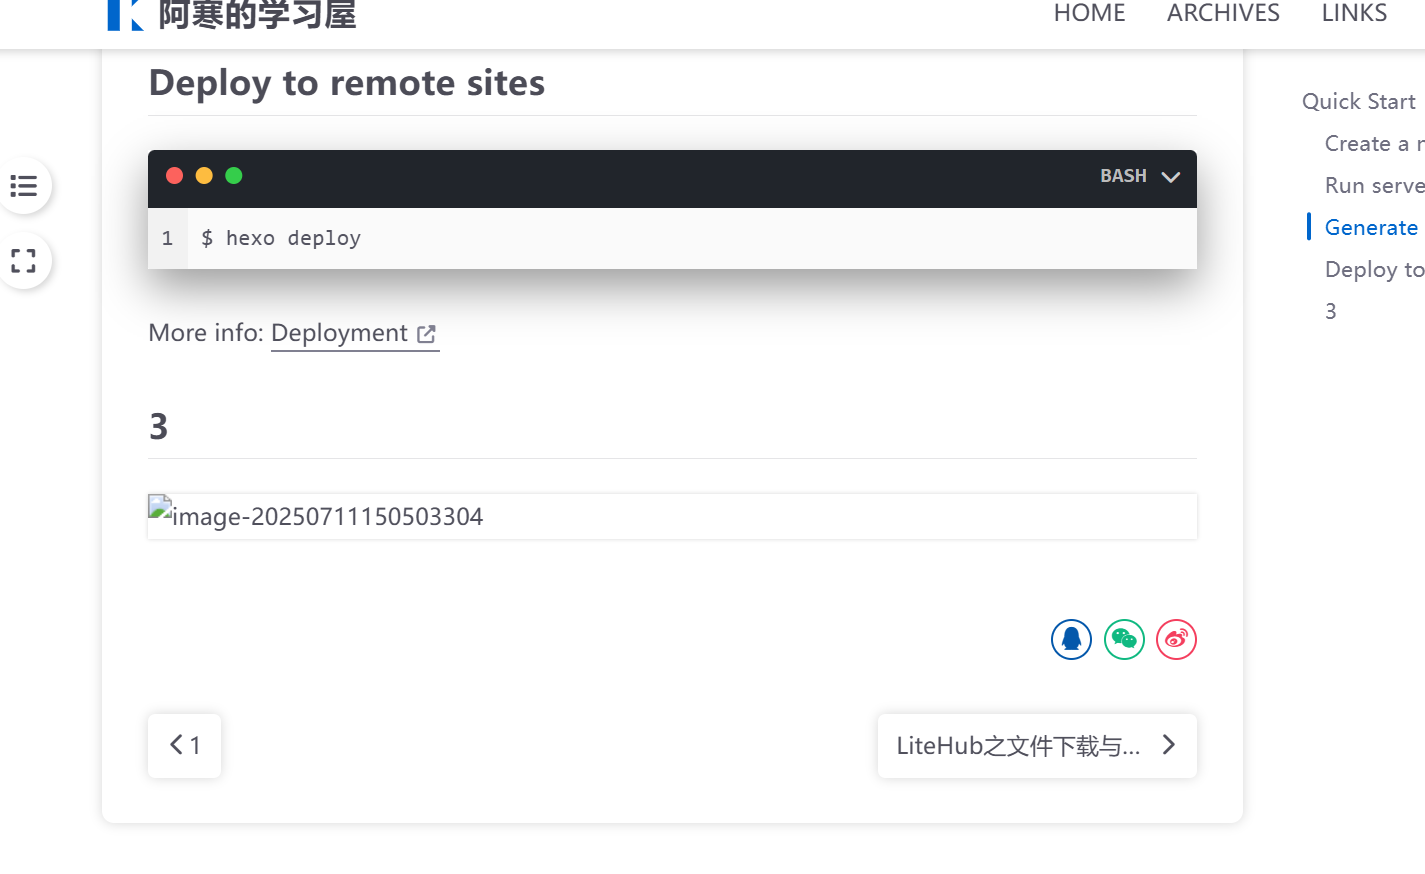 阿寒的学习屋
HOME ARCHIVES LINKS
Deploy to remote sites
BASH
1 $ hexo deploy
More info: Deployment
3
image-20250711150503304
1
LiteHub之文件下载与...
Quick Start
Create a
Run serve
Generate
Deploy to
3